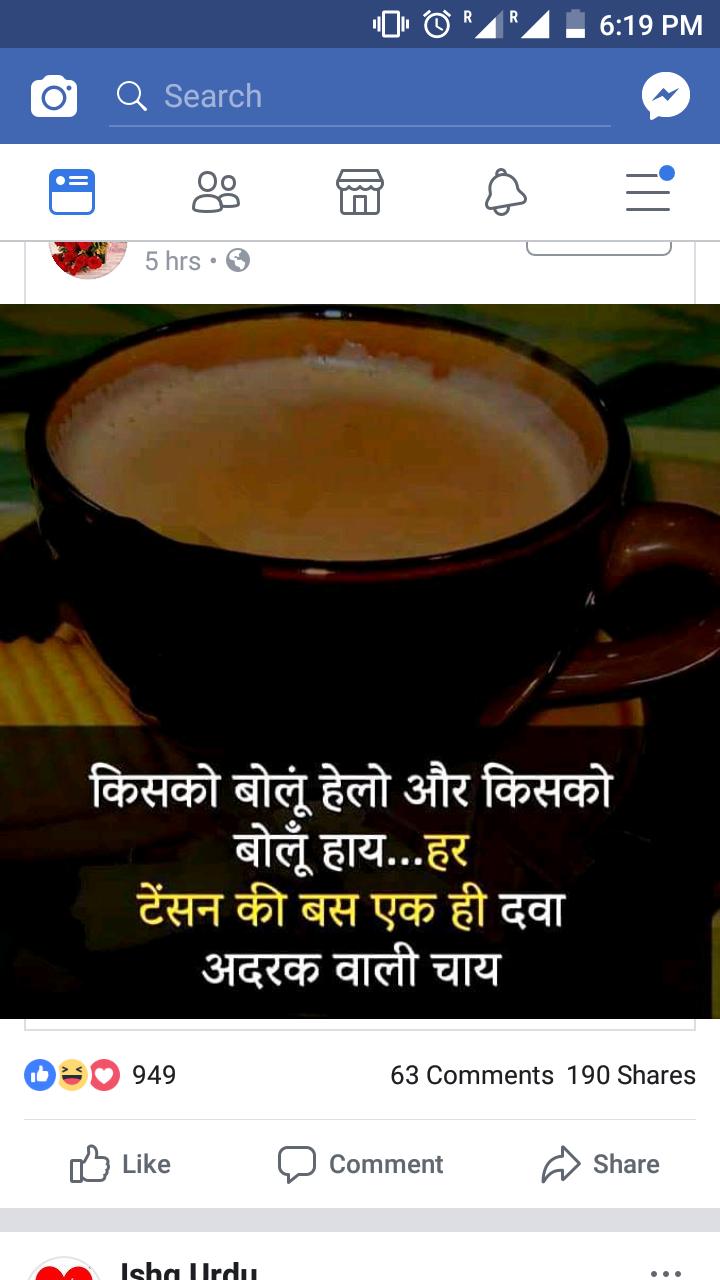 R R 6:19 PM
Search
5 hrs •
किसको बोलूं हेलो और किसको
बोलूँ हाय...हर
टेंसन की बस एक ही दवा
अदरक वाली चाय
949 63 Comments 190 Shares
Like Comment Share
Ishq Urdu